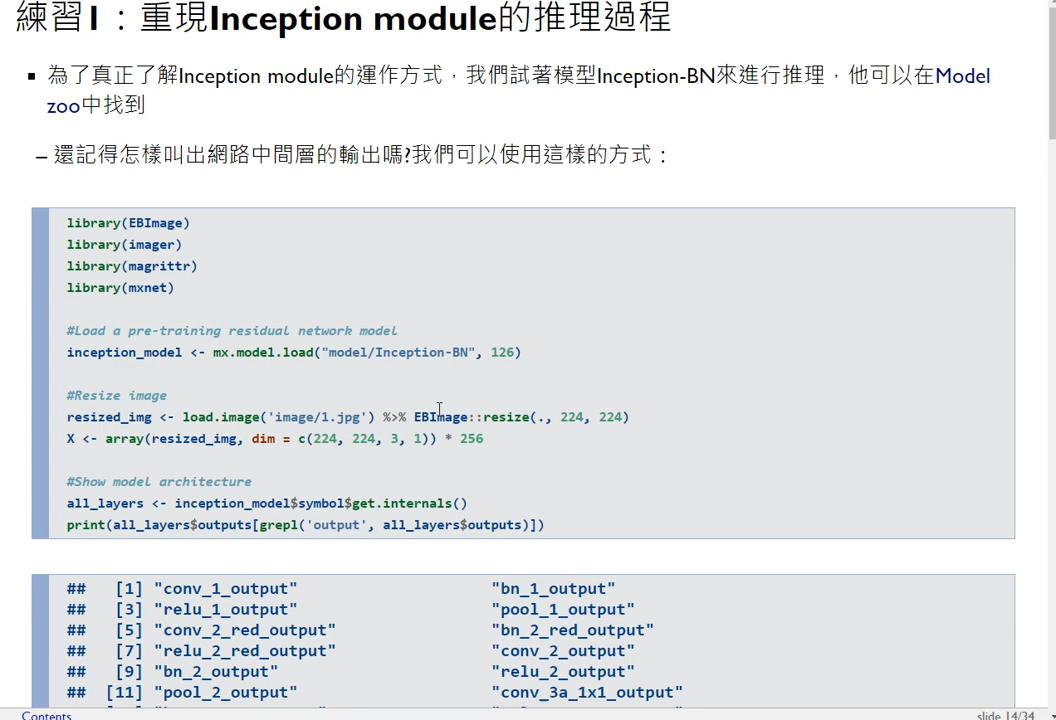 練習1：重現Inception module的推理過程
為了真正了解Inception module的運作方式，我們試著模型Inception-BN來進行推理，他可以在Model
zoo中找到
– 還記得怎樣叫出網路中間層的輸出嗎?我們可以使用這樣的方式：
library(EBImage)
library(imager)
library(magrittr)
library(mxnet)
#Load a pre-training residual network model
inception_model <- mx.model.load("model/Inception-BN", 126)
#Resize image
resized_img <- load.image('image/1.jpg') %>% EBImage::resize(., 224, 224)
X <- array(resized_img, dim = c(224, 224, 3, 1)) * 256
#Show model architecture
all_layers <- inception_model$symbol$get.internals()
print(all_layers$outputs[grepl('output', all_layers$outputs)])
## [1] "conv_1_output" "bn_1_output"
## [3] "relu_1_output" "pool_1_output"
## [5] "conv_2_red_output" "bn_2_red_output"
## [7] "relu_2_red_output" "conv_2_output"
## [9] "bn_2_output" "relu_2_output"
## [11] "pool_2_output" "conv_3a_1x1_output"
Contents
slide 14/34